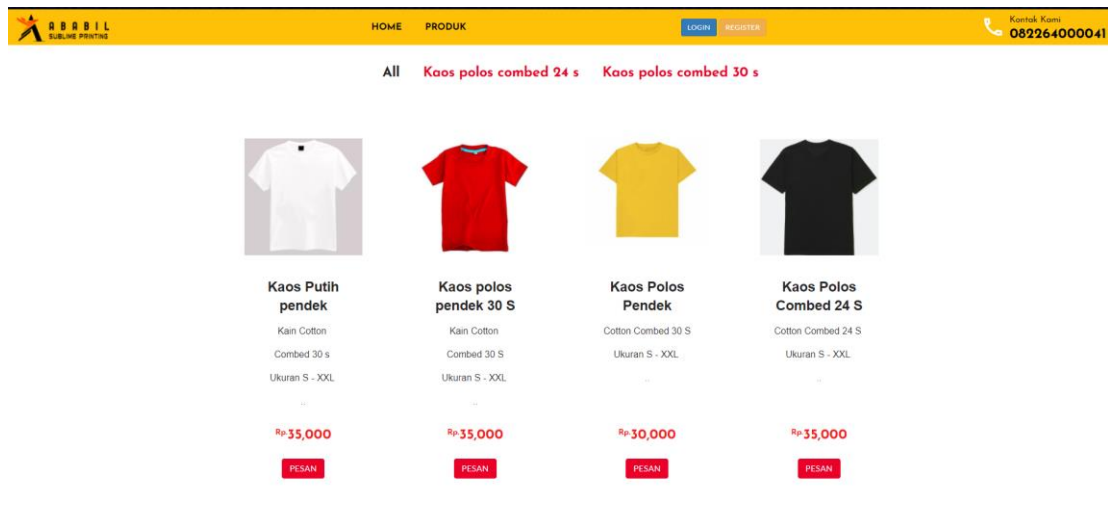 ABABIL
SUBLIME PRINTING
HOME PRODUK
LOGIN REGISTER
Kontak Kami
082264000041
All Kaos polos combed 24 s Kaos polos combed 30 s
Kaos Putih
pendek
Kain Cotton
Combed 30 s
Ukuran S - XXL
..
Rp.35,000
PESAN
Kaos polos
pendek 30 S
Kain Cotton
Combed 30 S
Ukuran S - XXL
..
Rp.35,000
PESAN
Kaos Polos
Pendek
Cotton Combed 30 S
Ukuran S - XXL
..
Rp.30,000
PESAN
Kaos Polos
Combed 24 S
Cotton Combed 24 S
Ukuran S - XXL
..
Rp.35,000
PESAN